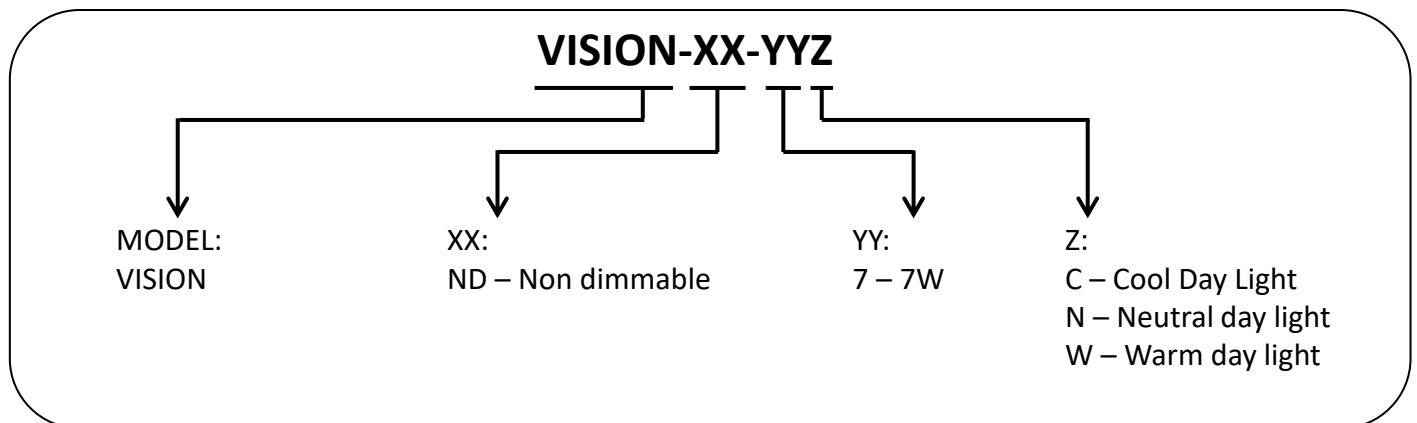 VISION-XX-YYZ
MODEL:
VISION
XX:
ND – Non dimmable
YY:
7 – 7W
Z:
C – Cool Day Light
N – Neutral day light
W – Warm day light